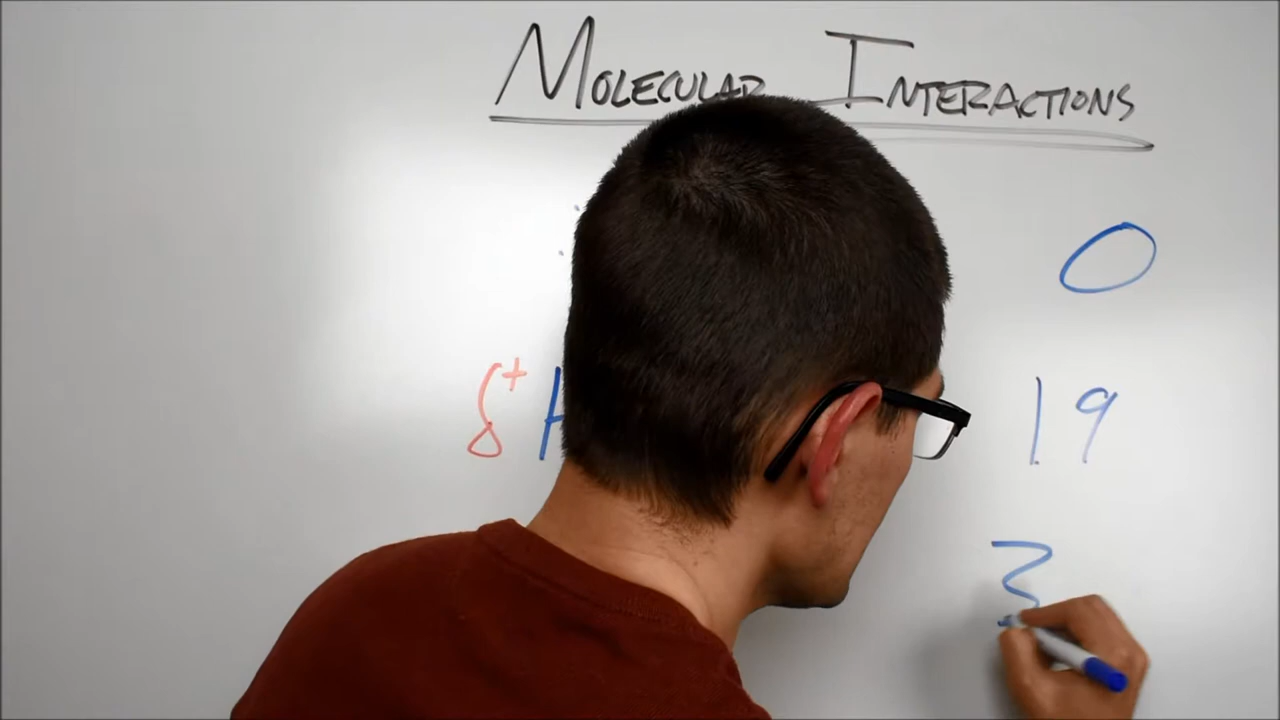 MOLECULAR INTERACTIONS
0
δ+ H 19
3